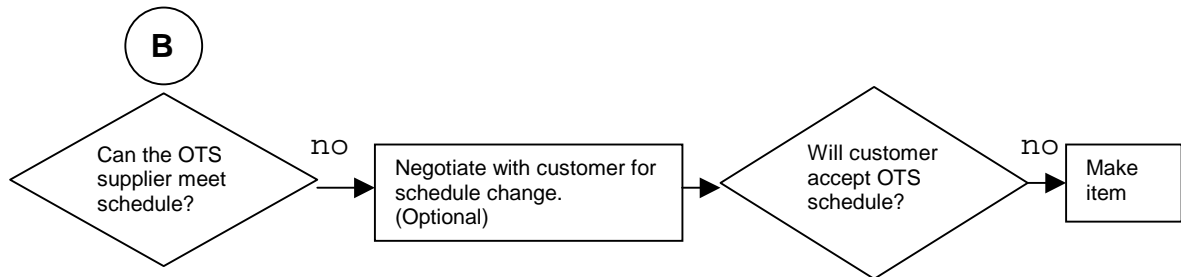 B
Can the OTS
supplier meet
schedule?
no
Negotiate with customer for
schedule change.
(Optional)
Will customer
accept OTS
schedule?
no
Make
item